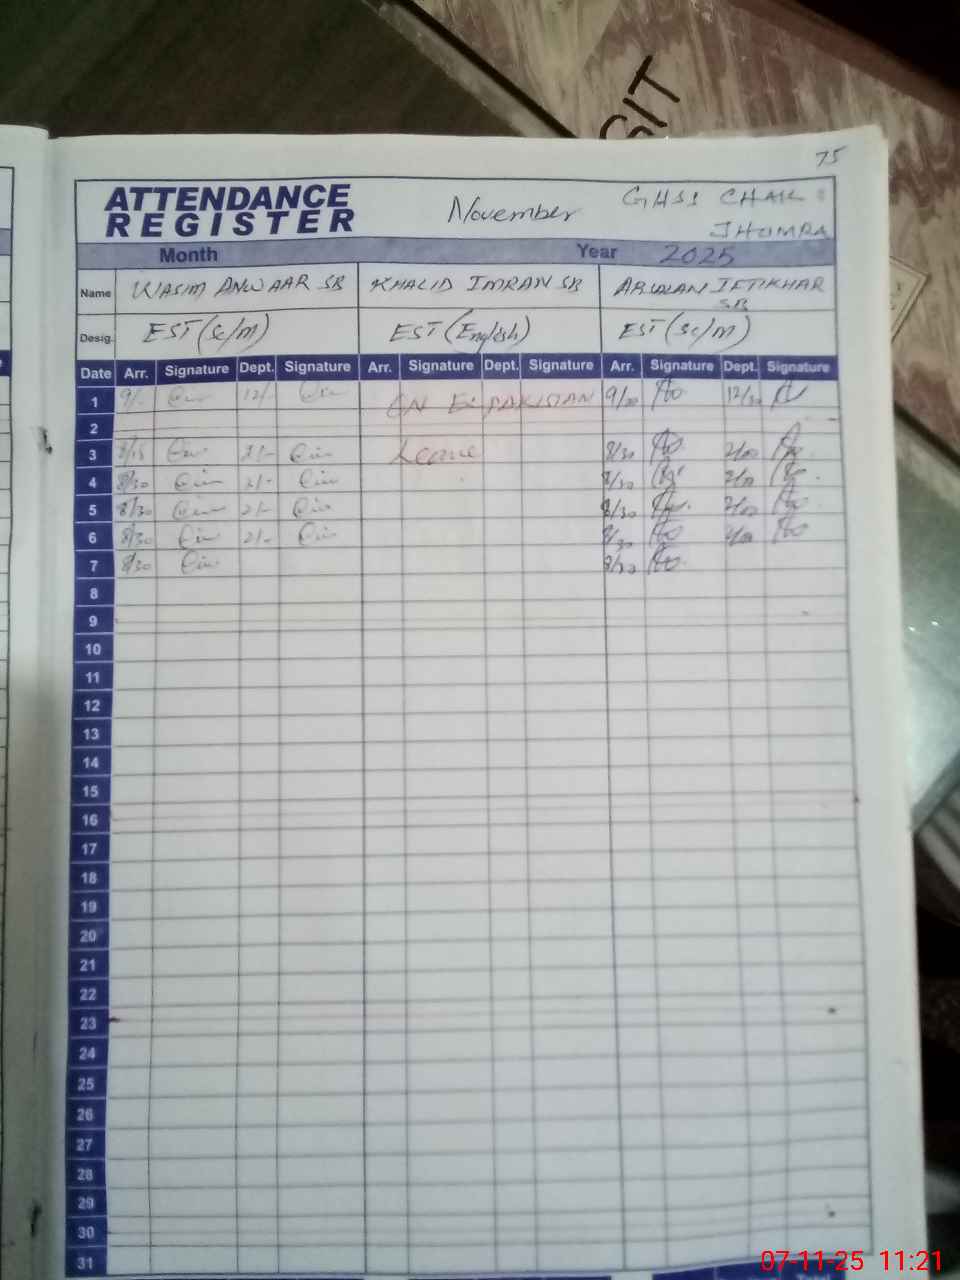 SIT
75
ATTENDANCE
REGISTER
November
GHSS CHAK
JHUMRA
Month Year 2025
Name WASIM ANWAAR SB KHALID IMRAN SB ARSALAN IFTIKHAR SB
Desig. EST (Sc/M) EST (English) EST (Sc/M)
Date Arr. Signature Dept. Signature Arr. Signature Dept. Signature Arr. Signature Dept. Signature
1 9/- 12/- EX PAKISTAN 9/30 12/30
2
3 8/15 2/- Leave 8/30 2/00
4 8/30 2/- 8/30 2/00
5 8/30 2/- 8/30 2/00
6 8/30 2/- 8/30 2/00
7 8/30 8/30
8
9
10
11
12
13
14
15
16
17
18
19
20
21
22
23
24
25
26
27
28
29
30
31
07-11-25 11:21